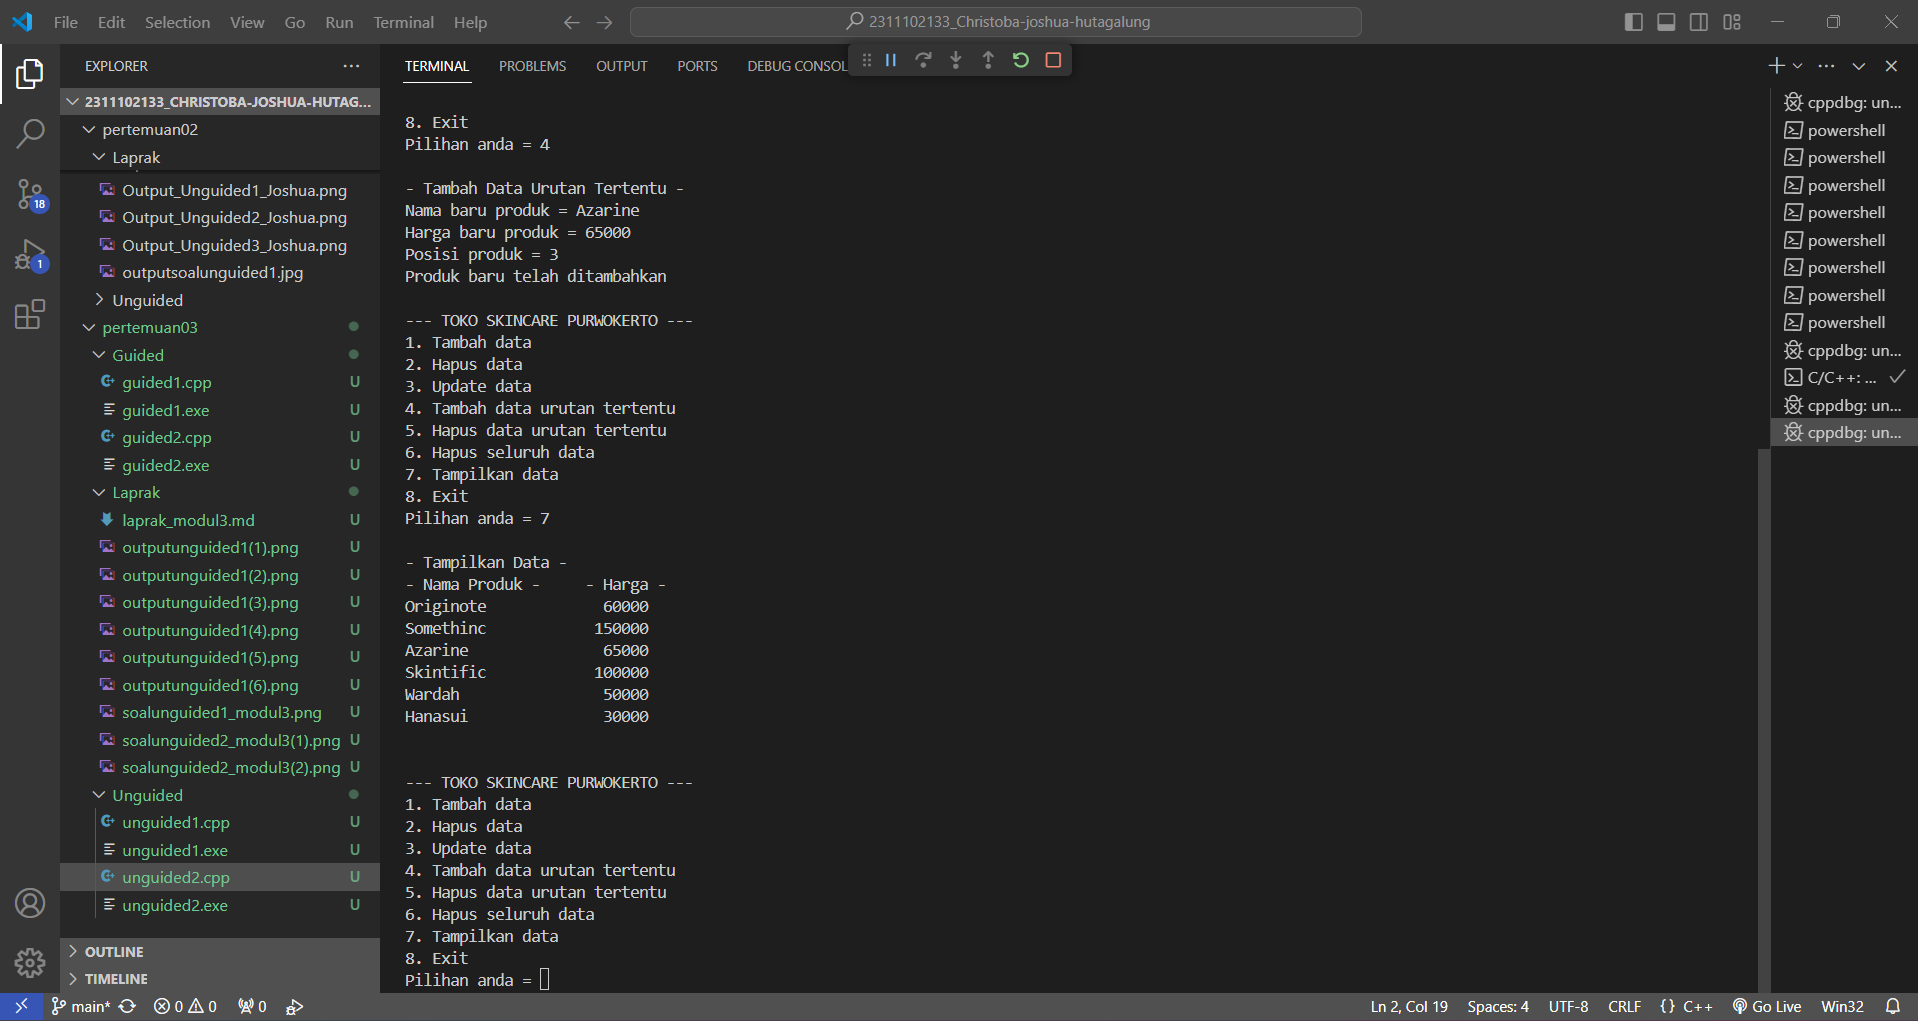 File Edit Selection View Go Run Terminal Help
2311102133_Christoba-joshua-hutagalung
EXPLORER
2311102133_CHRISTOBA-JOSHUA-HUTAG...
pertemuan02
Laprak
Output_Unguided1_Joshua.png
Output_Unguided2_Joshua.png
Output_Unguided3_Joshua.png
outputsoalunguided1.jpg
Unguided
pertemuan03
Guided
guided1.cpp U
guided1.exe U
guided2.cpp U
guided2.exe U
Laprak
laprak_modul3.md U
outputunguided1(1).png U
outputunguided1(2).png U
outputunguided1(3).png U
outputunguided1(4).png U
outputunguided1(5).png U
outputunguided1(6).png U
soalunguided1_modul3.png U
soalunguided2_modul3(1).png U
soalunguided2_modul3(2).png U
Unguided
unguided1.cpp U
unguided1.exe U
unguided2.cpp U
unguided2.exe U
OUTLINE
TIMELINE
18
1
TERMINAL PROBLEMS OUTPUT PORTS DEBUG CONSOL
8. Exit
Pilihan anda = 4
- Tambah Data Urutan Tertentu -
Nama baru produk = Azarine
Harga baru produk = 65000
Posisi produk = 3
Produk baru telah ditambahkan
--- TOKO SKINCARE PURWOKERTO ---
1. Tambah data
2. Hapus data
3. Update data
4. Tambah data urutan tertentu
5. Hapus data urutan tertentu
6. Hapus seluruh data
7. Tampilkan data
8. Exit
Pilihan anda = 7
- Tampilkan Data -
- Nama Produk - - Harga -
Originote 60000
Somethinc 150000
Azarine 65000
Skintific 100000
Wardah 50000
Hanasui 30000
--- TOKO SKINCARE PURWOKERTO ---
1. Tambah data
2. Hapus data
3. Update data
4. Tambah data urutan tertentu
5. Hapus data urutan tertentu
6. Hapus seluruh data
7. Tampilkan data
8. Exit
Pilihan anda =
cppdbg: un...
powershell
powershell
powershell
powershell
powershell
powershell
powershell
powershell
cppdbg: un...
C/C++: ...
cppdbg: un...
cppdbg: un...
main* 0 0 0
Ln 2, Col 19 Spaces: 4 UTF-8 CRLF {} C++ Go Live Win32